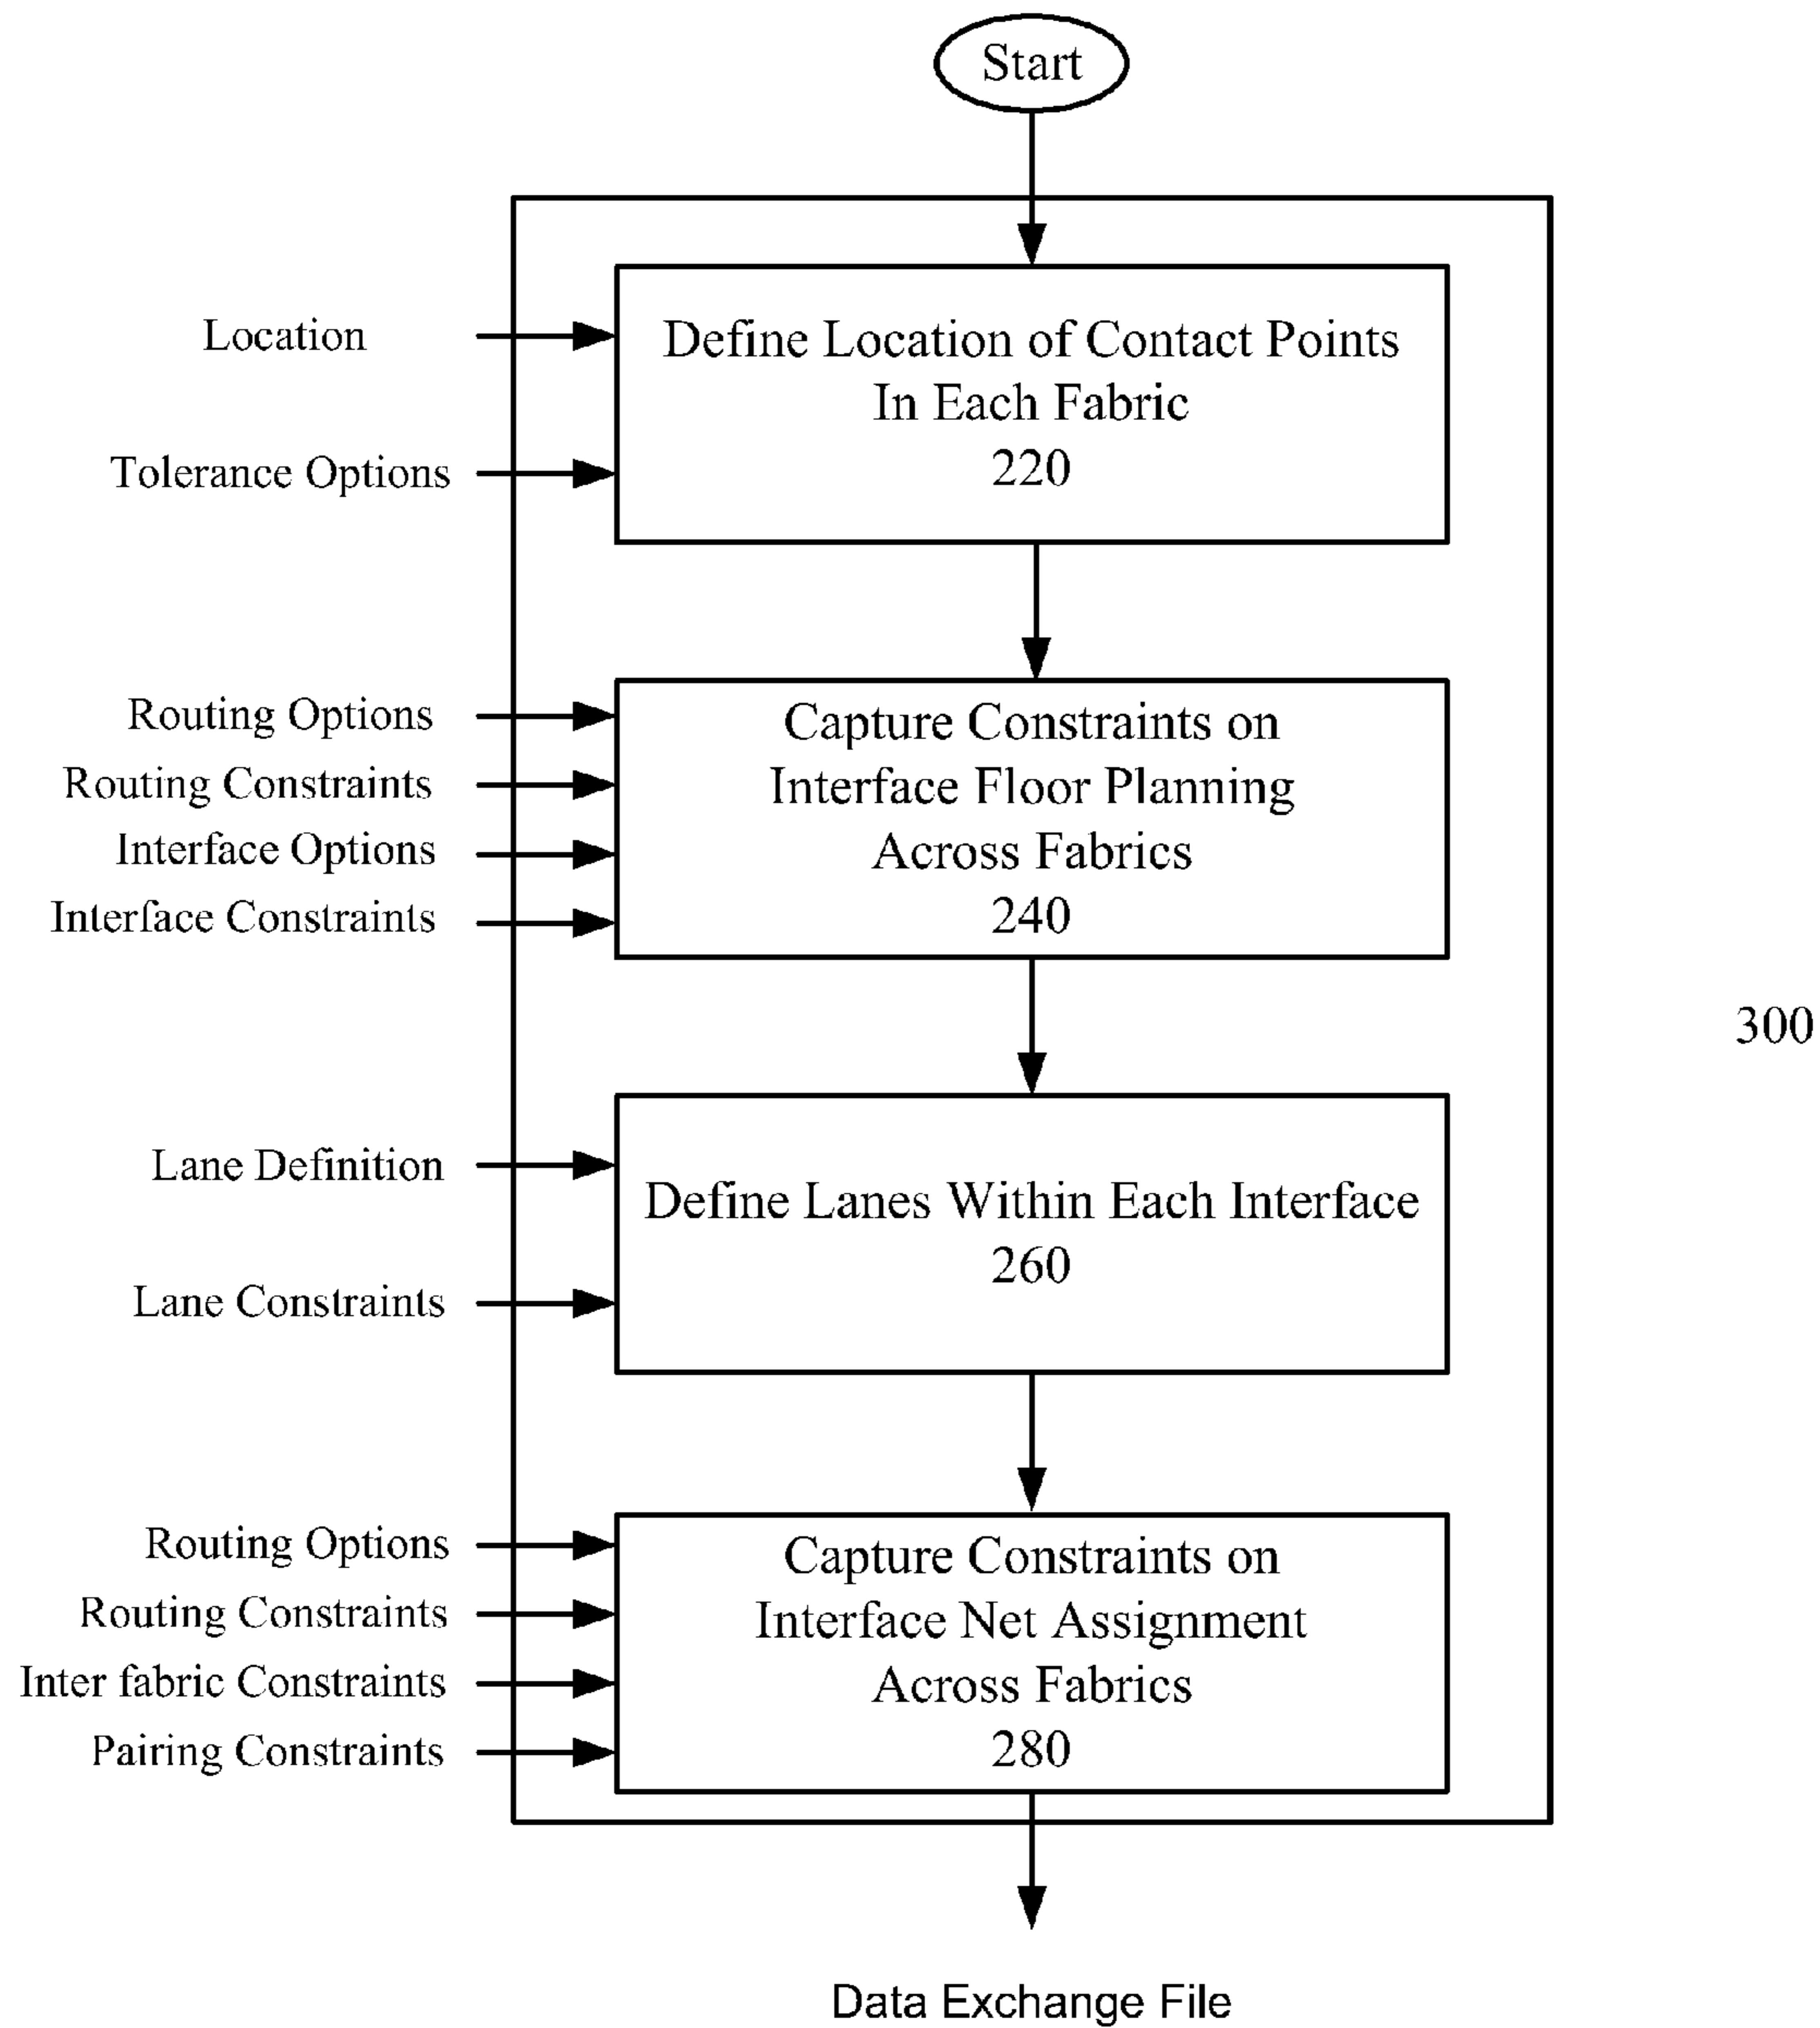 Start
Location
Define Location of Contact Points
In Each Fabric
Tolerance Options
220
Routing Options
Capture Constraints on
Routing Constraints
Interface Floor Planning
Interface Options
Across Fabrics
Interface Constraints
240
300
Lane Definition
Define Lanes Within Each Interface
260
Lane Constraints
Routing Options
Capture Constraints on
Routing Constraints
Interface Net Assignment
Inter fabric Constraints
Across Fabrics
Pairing Constraints
280
Data Exchange File